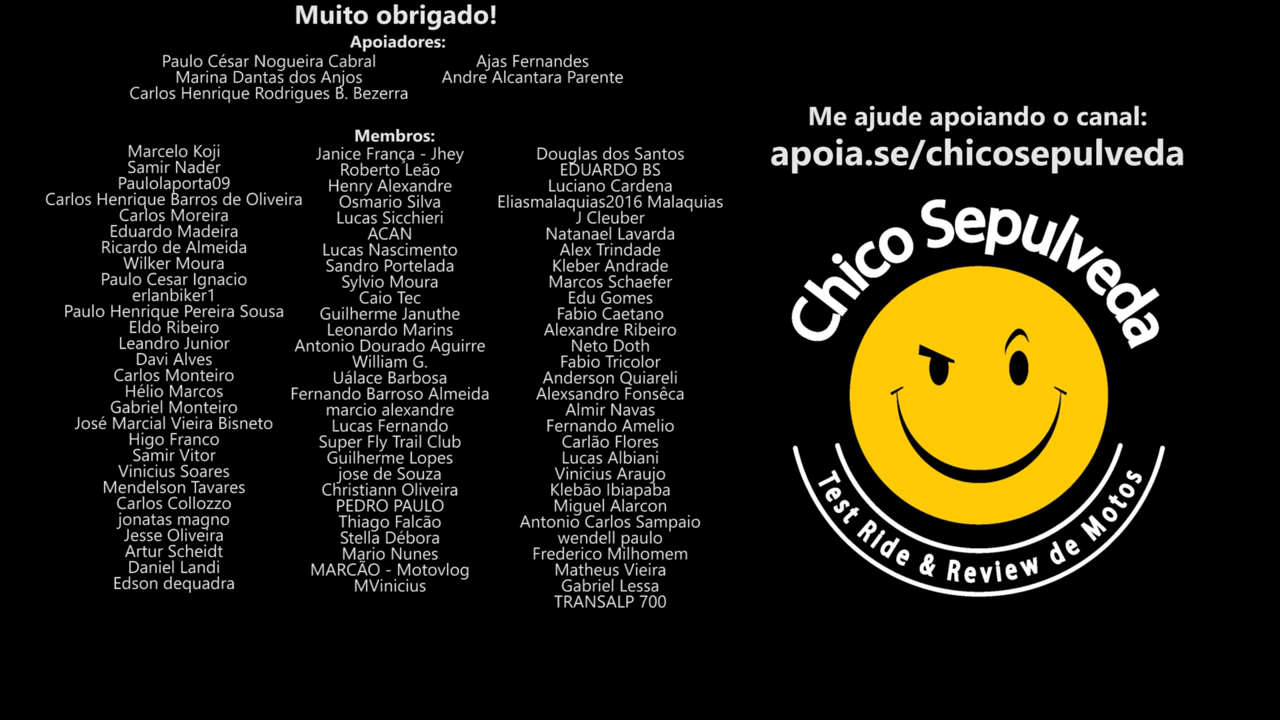 Muito obrigado!
Apoiadores:
Paulo César Nogueira Cabral
Marina Dantas dos Anjos
Carlos Henrique Rodrigues B. Bezerra
Ajas Fernandes
Andre Alcantara Parente
Membros:
Marcelo Koji
Samir Nader
Paulolaporta09
Carlos Henrique Barros de Oliveira
Carlos Moreira
Eduardo Madeira
Ricardo de Almeida
Wilker Moura
Paulo Cesar Ignacio
erlanbiker1
Paulo Henrique Pereira Sousa
Eldo Ribeiro
Leandro Junior
Davi Alves
Carlos Monteiro
Hélio Marcos
Gabriel Monteiro
José Marcial Vieira Bisneto
Higo Franco
Samir Vitor
Vinicius Soares
Mendelson Tavares
Carlos Collozzo
jonatas magno
Jesse Oliveira
Artur Scheidt
Daniel Landi
Edson dequadra
Janice França - Jhey
Roberto Leão
Henry Alexandre
Osmario Silva
Lucas Sicchieri
ACAN
Lucas Nascimento
Sandro Portelada
Sylvio Moura
Caio Tec
Guilherme Januthe
Leonardo Marins
Antonio Dourado Aguirre
William G.
Uálace Barbosa
Fernando Barroso Almeida
marcio alexandre
Lucas Fernando
Super Fly Trail Club
Guilherme Lopes
jose de Souza
Christiann Oliveira
PEDRO PAULO
Thiago Falcão
Stella Débora
Mario Nunes
MARCÃO - Motovlog
MVinicius
Douglas dos Santos
EDUARDO BS
Luciano Cardena
Eliasmalaquias2016 Malaquias
J Cleuber
Natanael Lavarda
Alex Trindade
Kleber Andrade
Marcos Schaefer
Edu Gomes
Fabio Caetano
Alexandre Ribeiro
Neto Doth
Fabio Tricolor
Anderson Quiareli
Alexsandro Fonsêca
Almir Navas
Fernando Amelio
Carlão Flores
Lucas Albiani
Vinicius Araujo
Klebão Ibiapaba
Miguel Alarcon
Antonio Carlos Sampaio
wendell paulo
Frederico Milhomem
Matheus Vieira
Gabriel Lessa
TRANSALP 700
Me ajude apoiando o canal:
apoia.se/chicosepulveda
Chico Sepulveda
Test Ride & Review de Motos